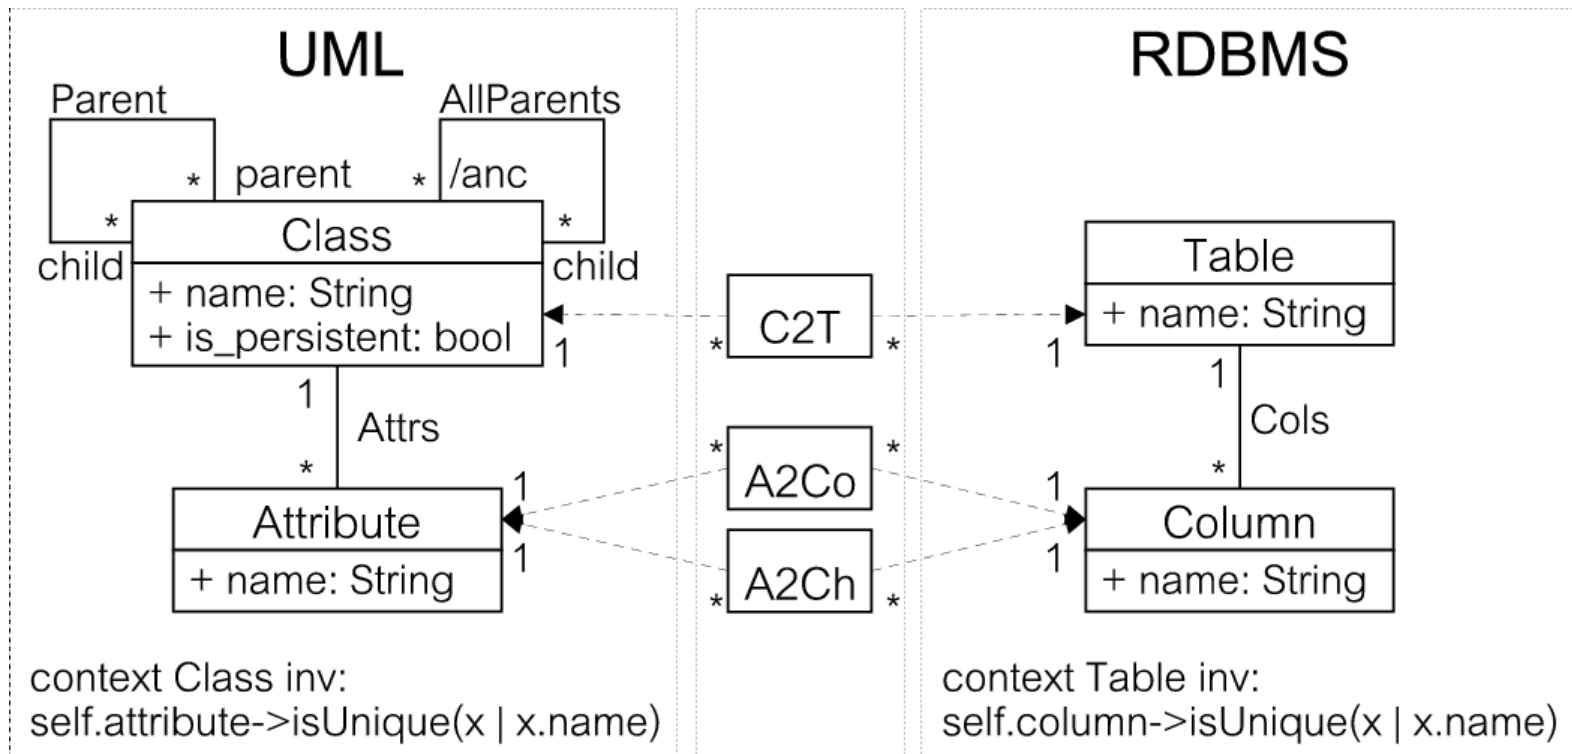 UML
RDBMS
Parent
AllParents
* parent
* /anc
*
*
child
Class
child
+ name: String
+ is_persistent: bool
1
* C2T *
1
Table
+ name: String
1
Attrs
*
1
Cols
*
* A2Co *
1
1
Attribute
+ name: String
1
* A2Ch *
1
Column
+ name: String
context Class inv:
self.attribute->isUnique(x | x.name)
context Table inv:
self.column->isUnique(x | x.name)